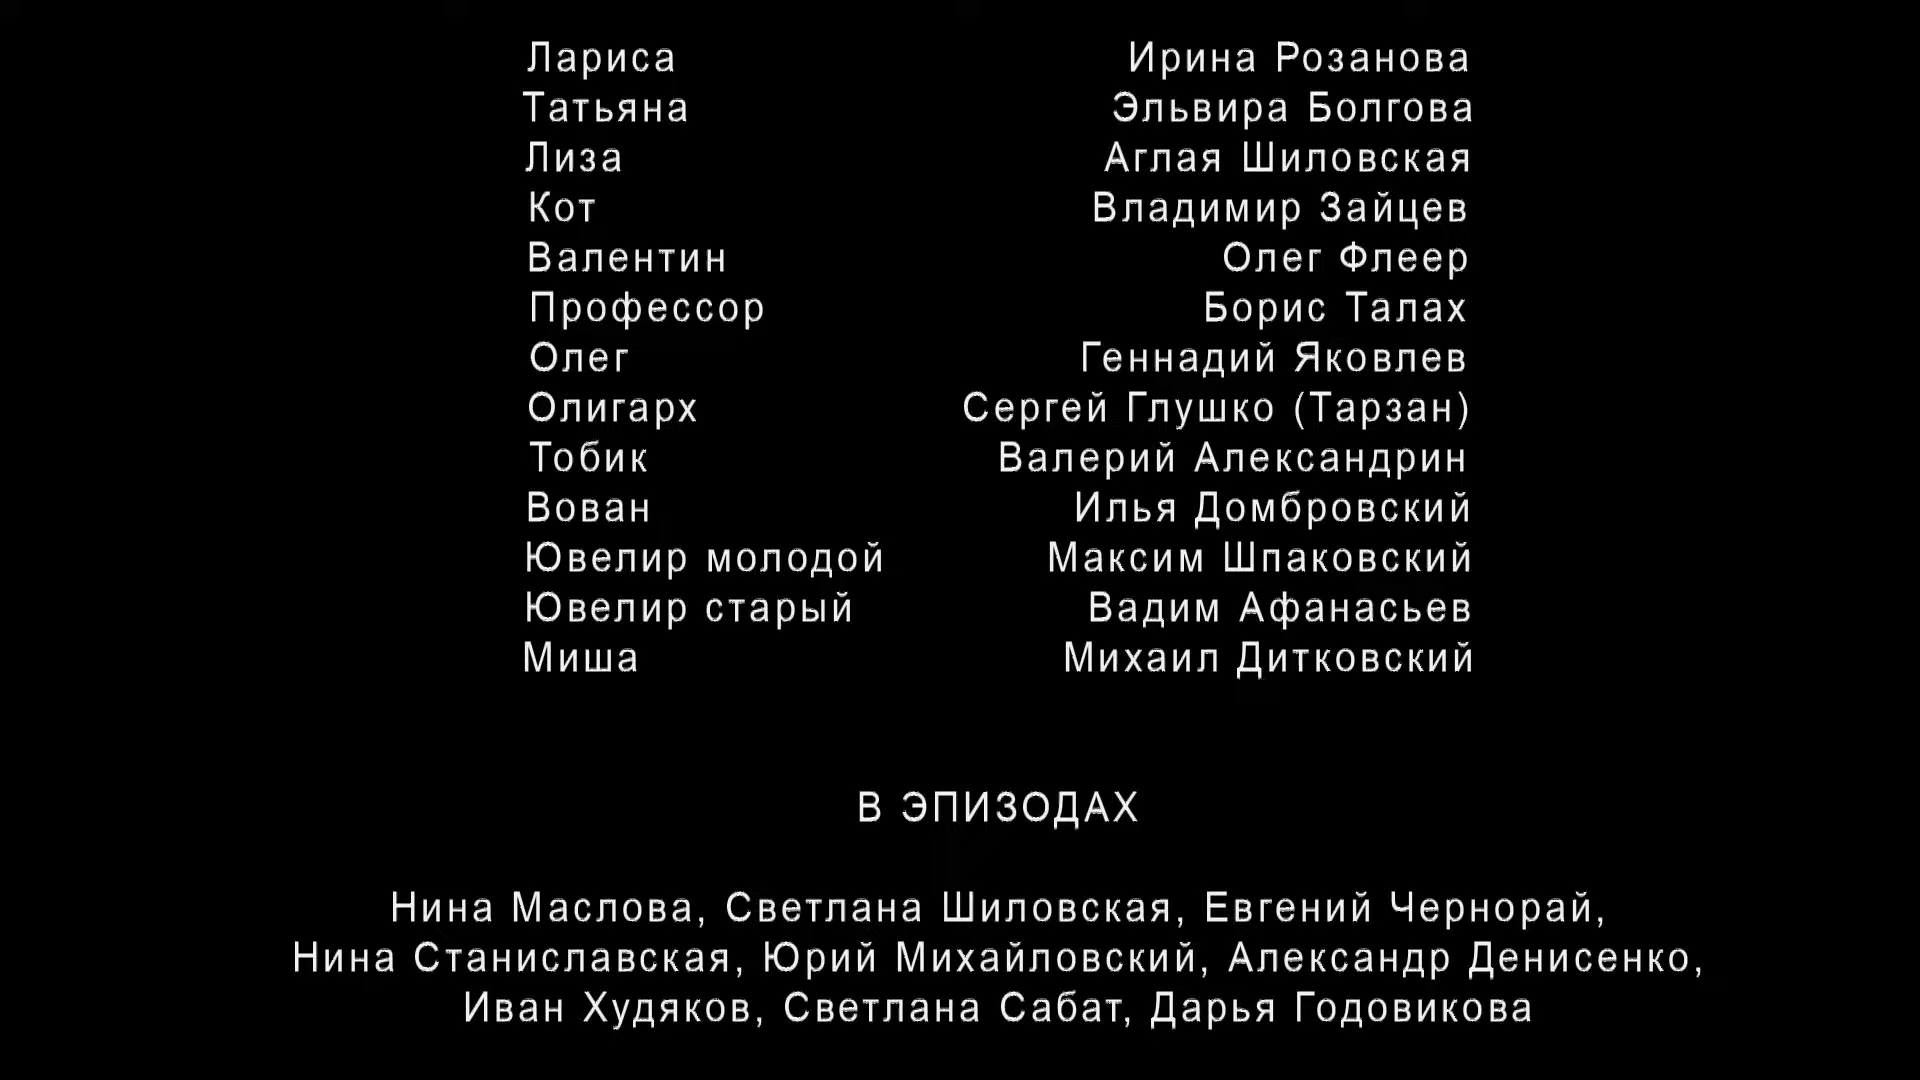 Лариса Ирина Розанова
Татьяна Эльвира Болгова
Лиза Аглая Шиловская
Кот Владимир Зайцев
Валентин Олег Флеер
Профессор Борис Талах
Олег Геннадий Яковлев
Олигарх Сергей Глушко (Тарзан)
Тобик Валерий Александрин
Вован Илья Домбровский
Ювелир молодой Максим Шпаковский
Ювелир старый Вадим Афанасьев
Миша Михаил Дитковский
В ЭПИЗОДАХ
Нина Маслова, Светлана Шиловская, Евгений Чернорай,
Нина Станиславская, Юрий Михайловский, Александр Денисенко,
Иван Худяков, Светлана Сабат, Дарья Годовикова